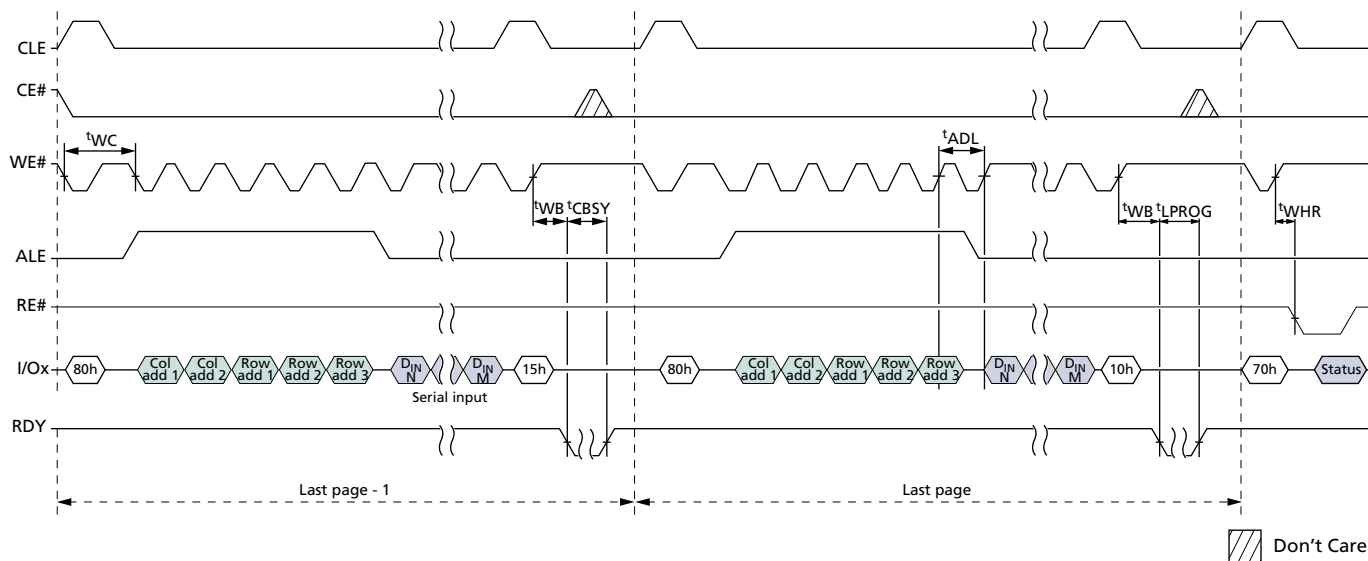 CLE
CE#
tWC
tADL
WE#
tWB tCBSY
tWB tLPROG
tWHR
ALE
RE#
I/Ox
80h
Col add 1
Col add 2
Row add 1
Row add 2
Row add 3
DIN N
DIN M
15h
80h
Col add 1
Col add 2
Row add 1
Row add 2
Row add 3
DIN N
DIN M
10h
70h
Status
Serial input
RDY
Last page - 1
Last page
Don't Care